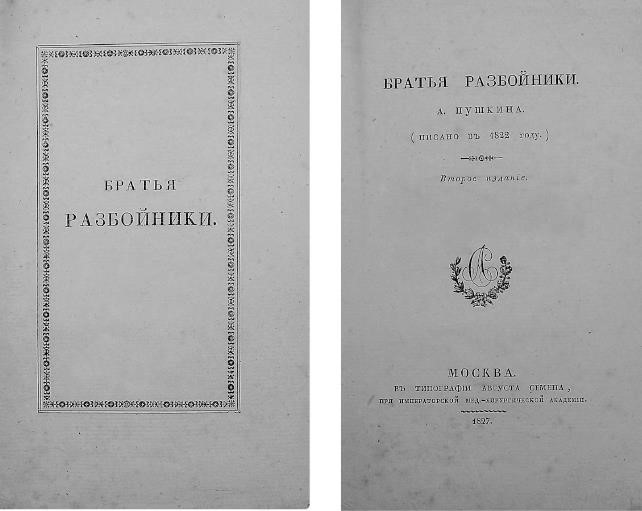 БРАТЬЯ
РАЗБОЙНИКИ.
БРАТЬЯ РАЗБОЙНИКИ.
А. ПУШКИНА.
(ПИСАНО ВЪ 1822 году.)
Второе изданіе.
МОСКВА.
ВЪ ТИПОГРАФІИ АВГУСТА СЕМЕНА,
ПРИ ИМПЕРАТОРСКОЙ МЕД.-ХИРУРГИЧЕСКОЙ АКАДЕМІИ.
1827.